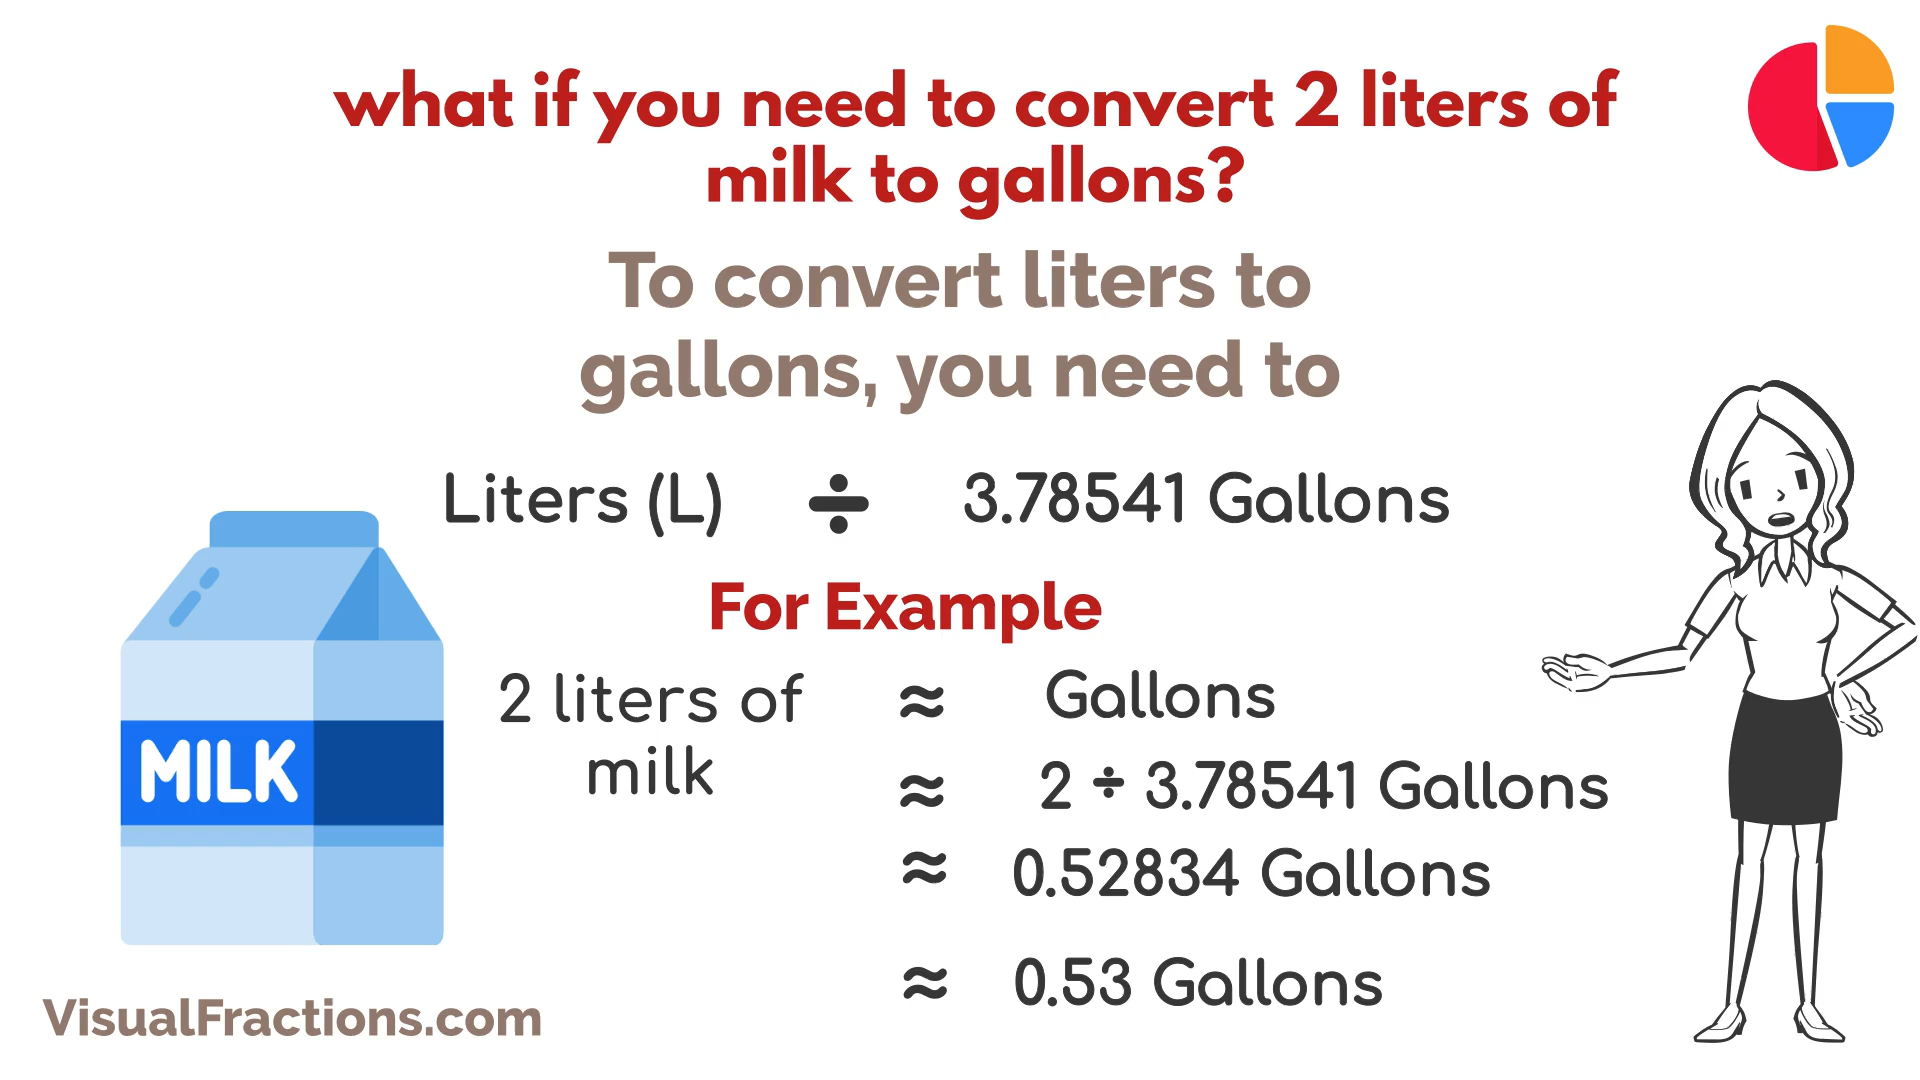 what if you need to convert 2 liters of
milk to gallons?
To convert liters to
gallons, you need to
Liters (L) ÷ 3.78541 Gallons
For Example
2 liters of ≈ Gallons
milk
≈ 2 ÷ 3.78541 Gallons
MILK
≈ 0.52834 Gallons
≈ 0.53 Gallons
VisualFractions.com